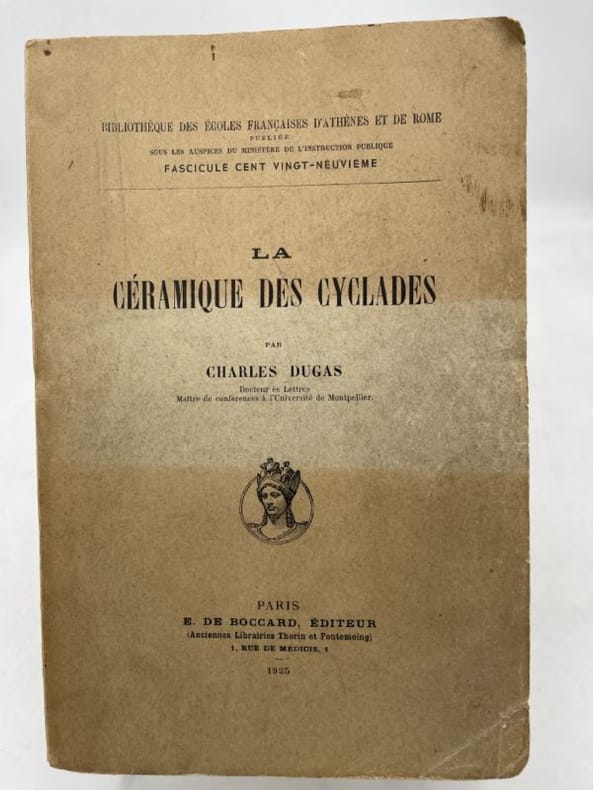 BIBLIOTHÈQUE DES ÉCOLES FRANÇAISES D'ATHÈNES ET DE ROME
PUBLIÉE
SOUS LES AUSPICES DU MINISTÈRE DE L'INSTRUCTION PUBLIQUE
FASCICULE CENT VINGT-NEUVIÈME
LA
CÉRAMIQUE DES CYCLADES
PAR
CHARLES DUGAS
Docteur ès Lettres
Maître de conférences à l'Université de Montpellier.
PARIS
E. DE BOCCARD, ÉDITEUR
(Anciennes Librairies Thorin et Fontemoing)
1, RUE DE MÉDICIS, 1
1925